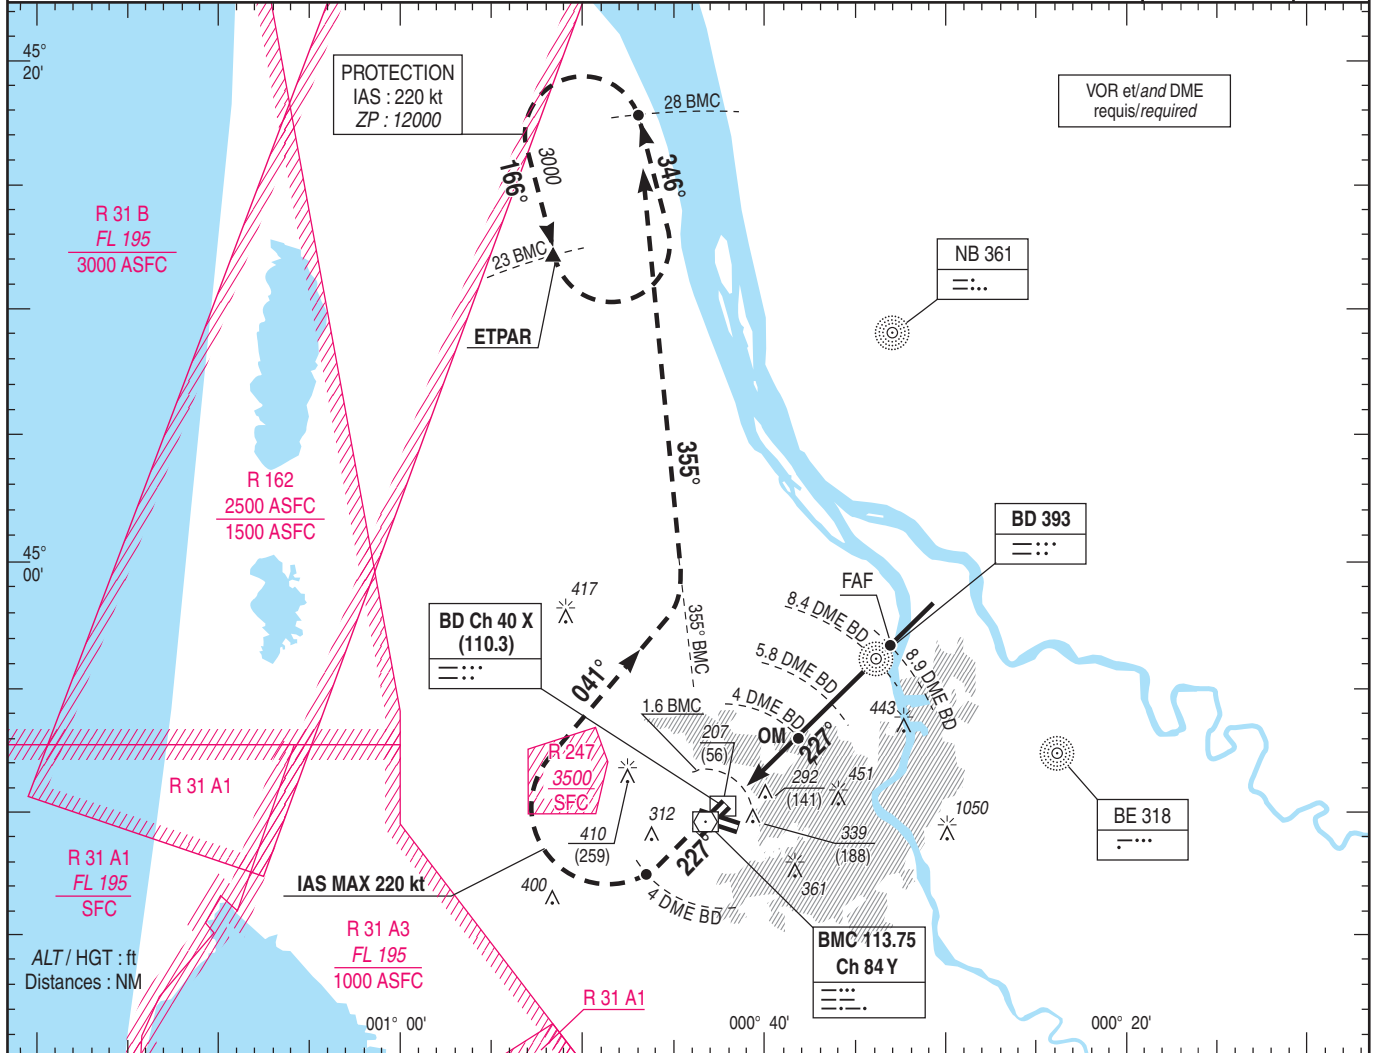 45°
20'
PROTECTION
IAS : 220 kt
ZP : 12000
28 BMC
VOR et/and DME
requis/required
3000
166°
346°
R 31 B
FL 195
3000 ASFC
23 BMC
NB 361
ETPAR
355°
R 162
2500 ASFC
1500 ASFC
BD 393
45°
00'
FAF
417
8.4 DME BD
BD Ch 40 X
(110.3)
355° BMC
5.8 DME BD
8.9 DME BD
041°
4 DME BD
1.6 BMC
443
207
(56)
OM
227°
R 247
3500
SFC
R 31 A1
292
(141)
451
1050
BE 318
312
410
(259)
339
(188)
227°
R 31 A1
FL 195
SFC
IAS MAX 220 kt
400
361
4 DME BD
R 31 A3
FL 195
1000 ASFC
BMC 113.75
Ch 84 Y
ALT / HGT : ft
Distances : NM
R 31 A1
001° 00'
000° 40'
000° 20'